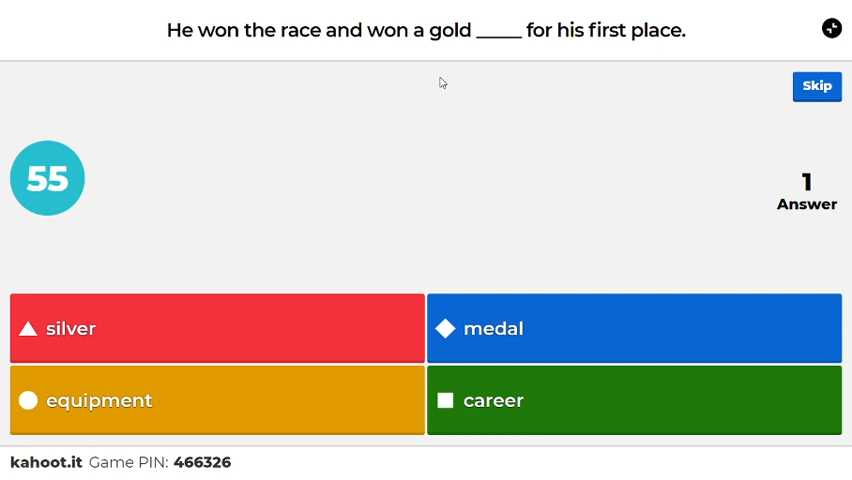 He won the race and won a gold _____ for his first place.
Skip
55
1
Answer
silver
medal
equipment
career
kahoot.it Game PIN: 466326